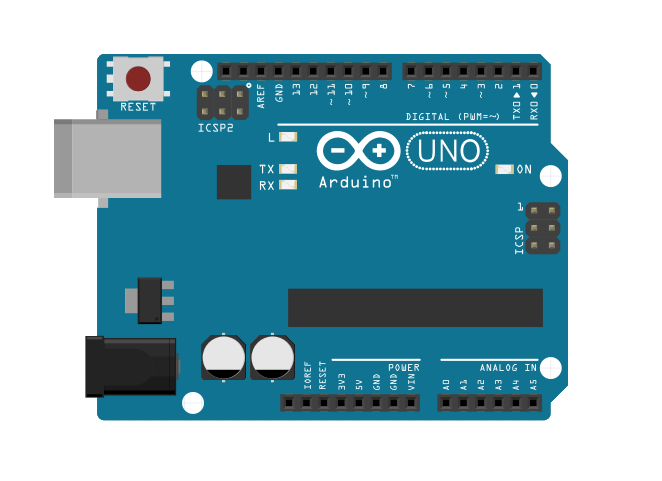 RESET
ICSP2
AREF
GND
13
12
~11
~10
~9
8
7
~6
~5
4
~3
2
TX0▶1
RX0◀0
DIGITAL (PWM=~)
L
TX
RX
UNO
Arduino™
ON
1
ICSP
POWER
ANALOG IN
IOREF
RESET
3V3
5V
GND
GND
VIN
A0
A1
A2
A3
A4
A5